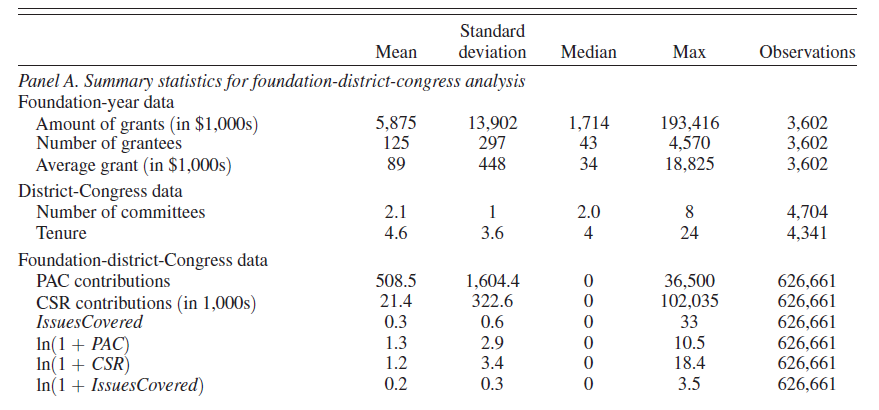 Standard
Mean deviation Median Max Observations
Panel A. Summary statistics for foundation-district-congress analysis
Foundation-year data
Amount of grants (in $1,000s) 5,875 13,902 1,714 193,416 3,602
Number of grantees 125 297 43 4,570 3,602
Average grant (in $1,000s) 89 448 34 18,825 3,602
District-Congress data
Number of committees 2.1 1 2.0 8 4,704
Tenure 4.6 3.6 4 24 4,341
Foundation-district-Congress data
PAC contributions 508.5 1,604.4 0 36,500 626,661
CSR contributions (in 1,000s) 21.4 322.6 0 102,035 626,661
IssuesCovered 0.3 0.6 0 33 626,661
ln(1 + PAC) 1.3 2.9 0 10.5 626,661
ln(1 + CSR) 1.2 3.4 0 18.4 626,661
ln(1 + IssuesCovered) 0.2 0.3 0 3.5 626,661